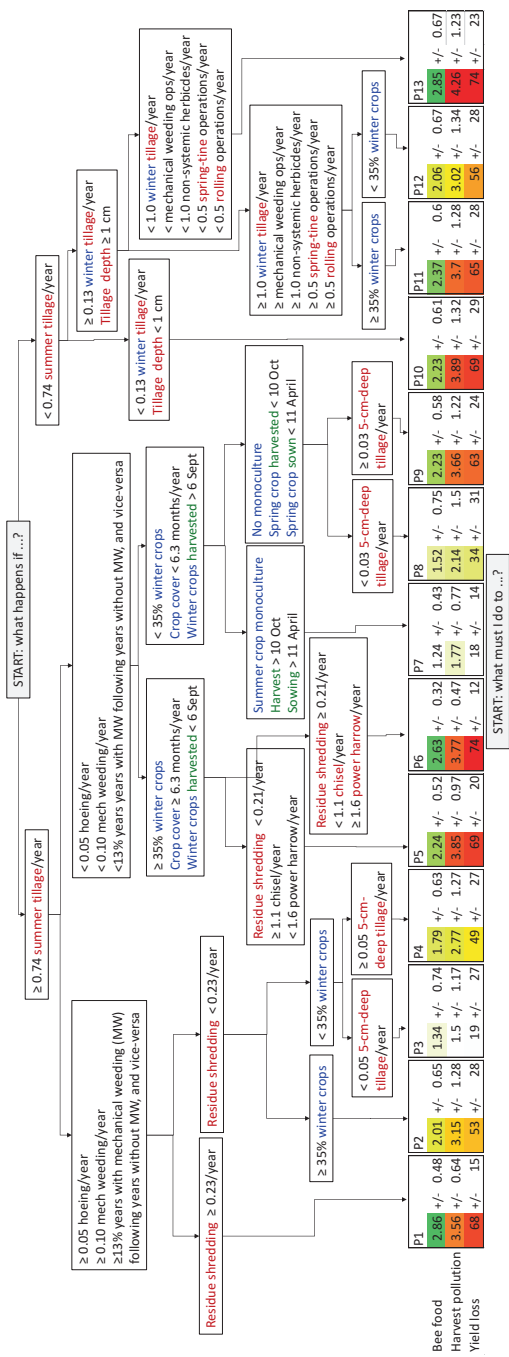 START: what happens if ...?
≥ 0.74 summer tillage/year
< 0.74 summer tillage/year
≥ 0.05 hoeing/year
≥ 0.10 mech weeding/year
≥13% years with mechanical weeding (MW)
following years without MW, and vice-versa
< 0.05 hoeing/year
< 0.10 mech weeding/year
<13% years years with MW following years without MW, and vice-versa
≥ 0.13 winter tillage/year
Tillage depth ≥ 1 cm
< 0.13 winter tillage/year
Tillage depth < 1 cm
Residue shredding ≥ 0.23/year
Residue shredding < 0.23/year
≥ 35% winter crops
Crop cover ≥ 6.3 months/year
Winter crops harvested < 6 Sept
< 35% winter crops
Crop cover < 6.3 months/year
Winter crops harvested > 6 Sept
< 1.0 winter tillage/year
< mechanical weeding ops/year
< 1.0 non-systemic herbicdes/year
< 0.5 spring-tine operations/year
< 0.5 rolling operations/year
≥ 35% winter crops
< 35% winter crops
Residue shredding < 0.21/year
≥ 1.1 chisel/year
< 1.6 power harrow/year
Residue shredding ≥ 0.21/year
< 1.1 chisel/year
≥ 1.6 power harrow/year
Summer crop monoculture
Harvest > 10 Oct
Sowing > 11 April
No monoculture
Spring crop harvested < 10 Oct
Spring crop sown < 11 April
≥ 1.0 winter tillage/year
≥ mechanical weeding ops/year
≥ 1.0 non-systemic herbicdes/year
≥ 0.5 spring-tine operations/year
≥ 0.5 rolling operations/year
< 0.05 5-cm-deep
tillage/year
≥ 0.05 5-cm-
deep tillage/year
< 0.03 5-cm-deep
tillage/year
≥ 0.03 5-cm-deep
tillage/year
≥ 35% winter crops
< 35% winter crops
P1 P2 P3 P4 P5 P6 P7 P8 P9 P10 P11 P12 P13
Bee food 2.86 +/- 0.48 2.01 +/- 0.65 1.34 +/- 0.74 1.79 +/- 0.63 2.24 +/- 0.52 2.63 +/- 0.32 1.24 +/- 0.43 1.52 +/- 0.75 2.23 +/- 0.58 2.23 +/- 0.61 2.37 +/- 0.6 2.06 +/- 0.67 2.85 +/- 0.67
Harvest pollution 3.56 +/- 0.64 3.15 +/- 1.28 1.5 +/- 1.17 2.77 +/- 1.27 3.85 +/- 0.97 3.77 +/- 0.47 1.77 +/- 0.77 2.14 +/- 1.5 3.66 +/- 1.22 3.89 +/- 1.32 3.7 +/- 1.28 3.02 +/- 1.34 4.26 +/- 1.23
Yield loss 68 +/- 15 53 +/- 28 19 +/- 27 49 +/- 27 69 +/- 20 74 +/- 12 18 +/- 14 34 +/- 31 63 +/- 24 69 +/- 29 65 +/- 28 56 +/- 28 74 +/- 23
START: what must I do to ...?